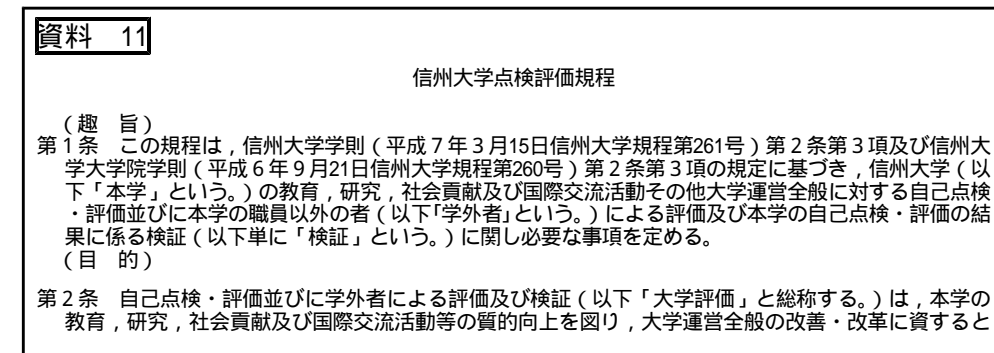 資料　11
信州大学点検評価規程
（趣　旨）
第１条　この規程は，信州大学学則（平成７年３月15日信州大学規程第261号）第２条第３項及び信州大
学大学院学則（平成６年９月21日信州大学規程第260号）第２条第３項の規定に基づき，信州大学（以
下「本学」という。）の教育，研究，社会貢献及び国際交流活動その他大学運営全般に対する自己点検
・評価並びに本学の職員以外の者（以下「学外者」という。）による評価及び本学の自己点検・評価の結
果に係る検証（以下単に「検証」という。）に関し必要な事項を定める。
（目　的）
第２条　自己点検・評価並びに学外者による評価及び検証（以下「大学評価」と総称する。）は，本学の
教育，研究，社会貢献及び国際交流活動等の質的向上を図り，大学運営全般の改善・改革に資すると